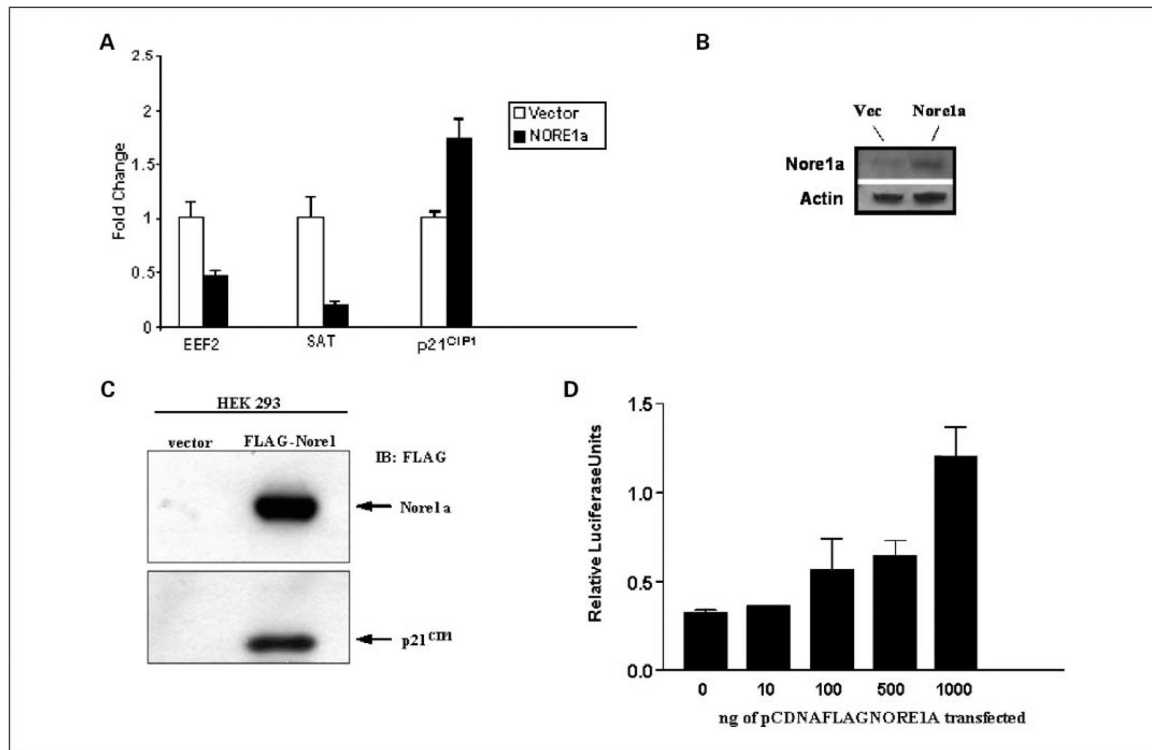 A
2.5
2
1.5
1
0.5
0
Fold Change
Vector
NORE1a
EEF2
SAT
p21CIP1
B
Vec
Nore1a
Nore1a
Actin
C
HEK 293
vector
FLAG-Nore1
IB: FLAG
Nore1a
p21CIP1
D
1.5
1.0
0.5
0.0
Relative LuciferaseUnits
0 10 100 500 1000
ng of pCDNAFLAGNORE1A transfected